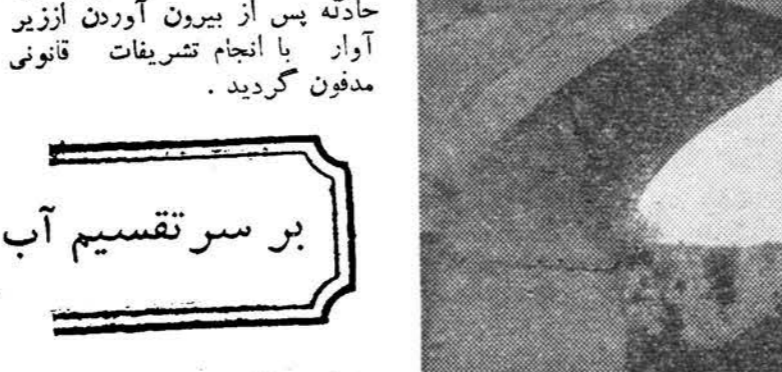 حادثه پس از بیرون آوردن اززیر
آوار با انجام تشریفات قانونی
مدفون گردید .
بر سر تقسیم آب